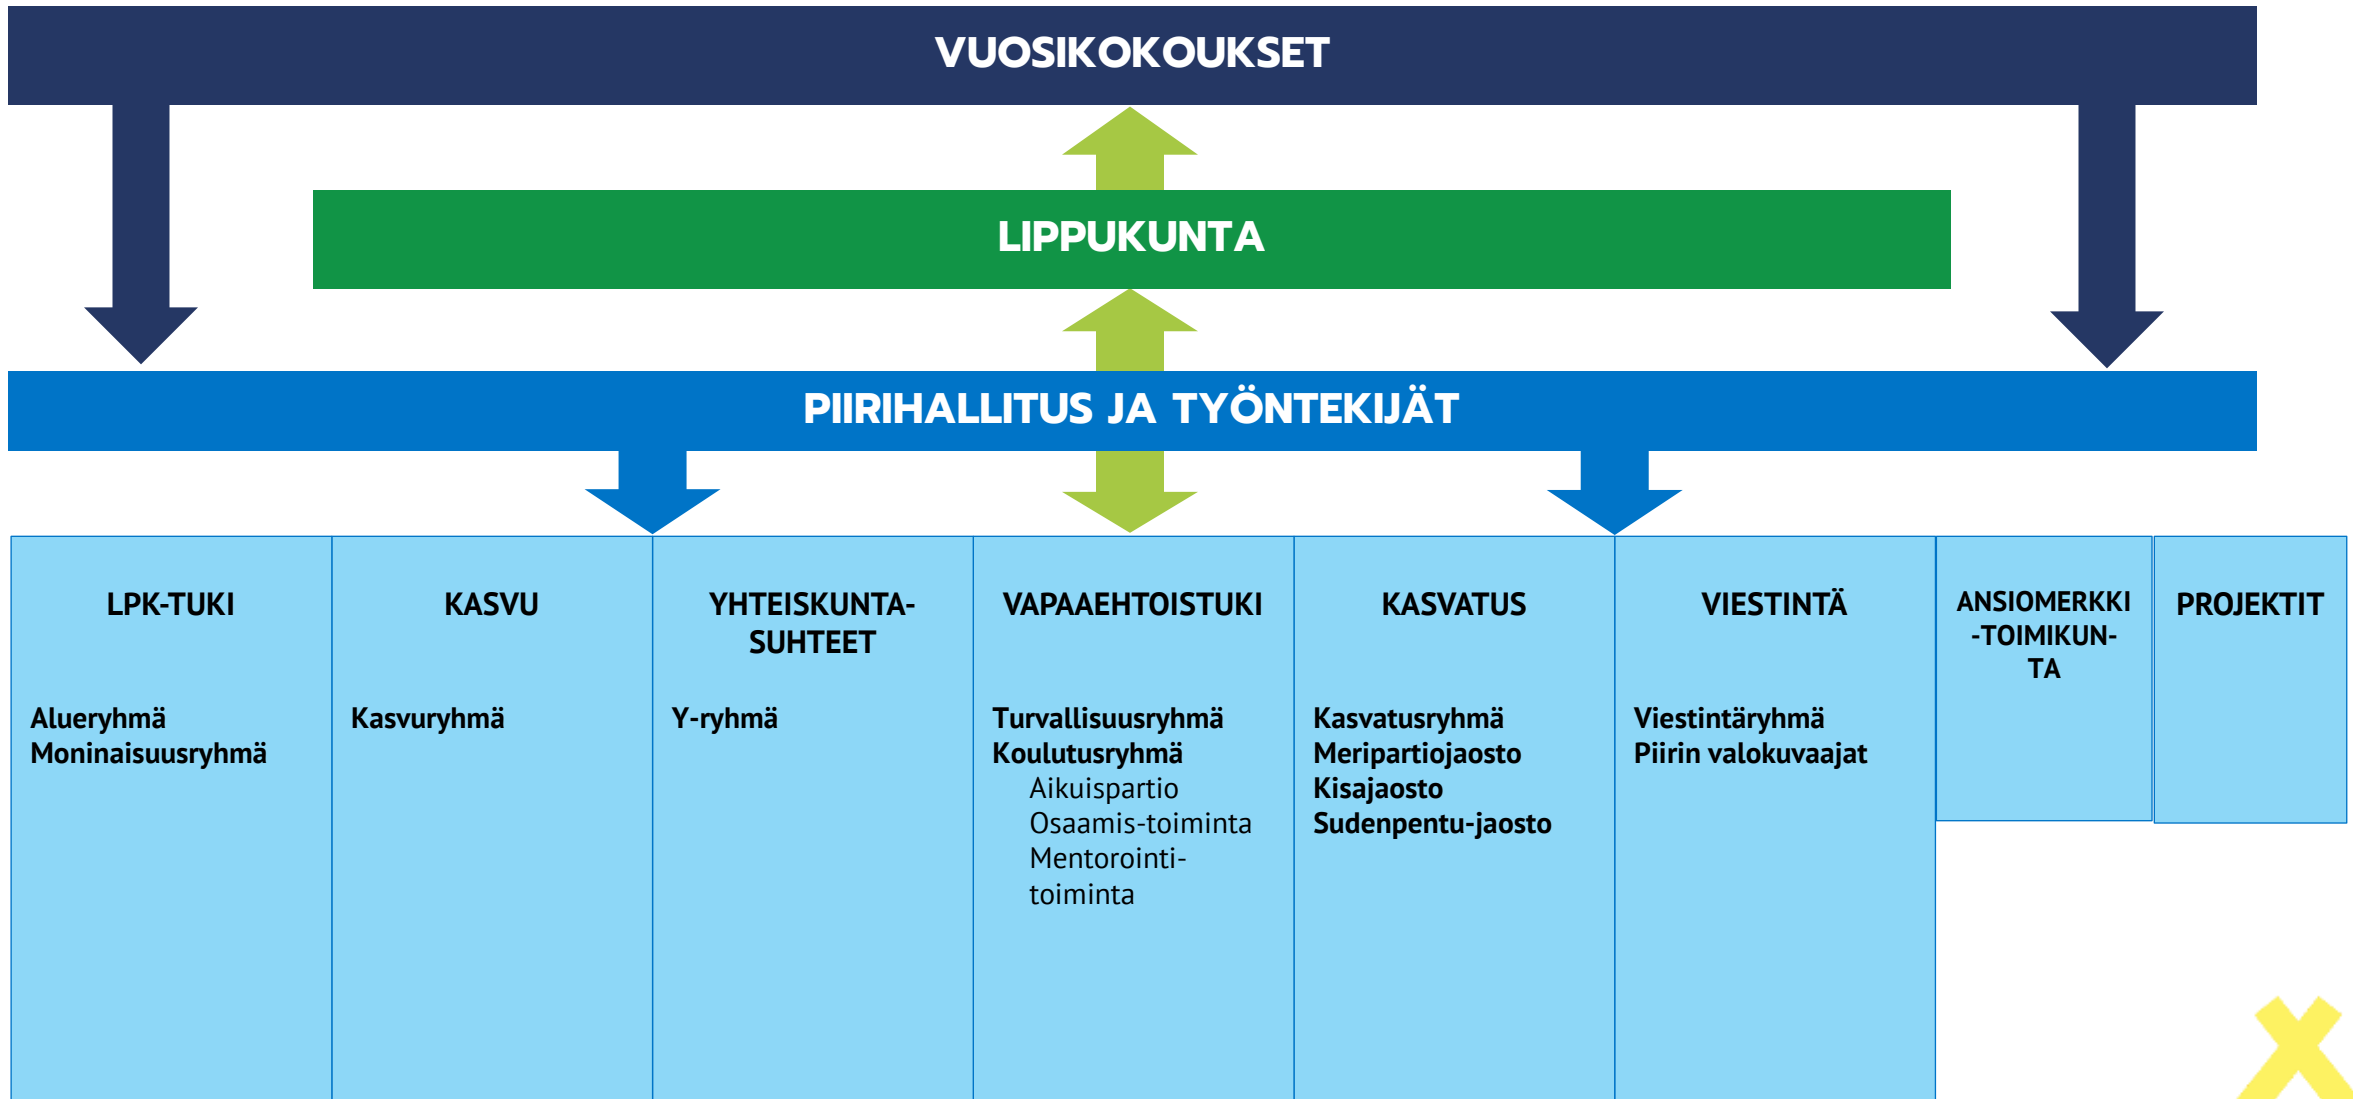 VUOSIKOKOUKSET
LIPPUKUNTA
PIIRIHALLITUS JA TYÖNTEKIJÄT
LPK-TUKI
Alueryhmä
Moninaisuusryhmä
KASVU
Kasvuryhmä
YHTEISKUNTA-
SUHTEET
Y-ryhmä
VAPAAEHTOISTUKI
Turvallisuusryhmä
Koulutusryhmä
Aikuispartio
Osaamis-toiminta
Mentorointi-
toiminta
KASVATUS
Kasvatusryhmä
Meripartiojaosto
Kisajaosto
Sudenpentu-jaosto
VIESTINTÄ
Viestintäryhmä
Piirin valokuvaajat
ANSIOMERKKI
-TOIMIKUN-
TA
PROJEKTIT